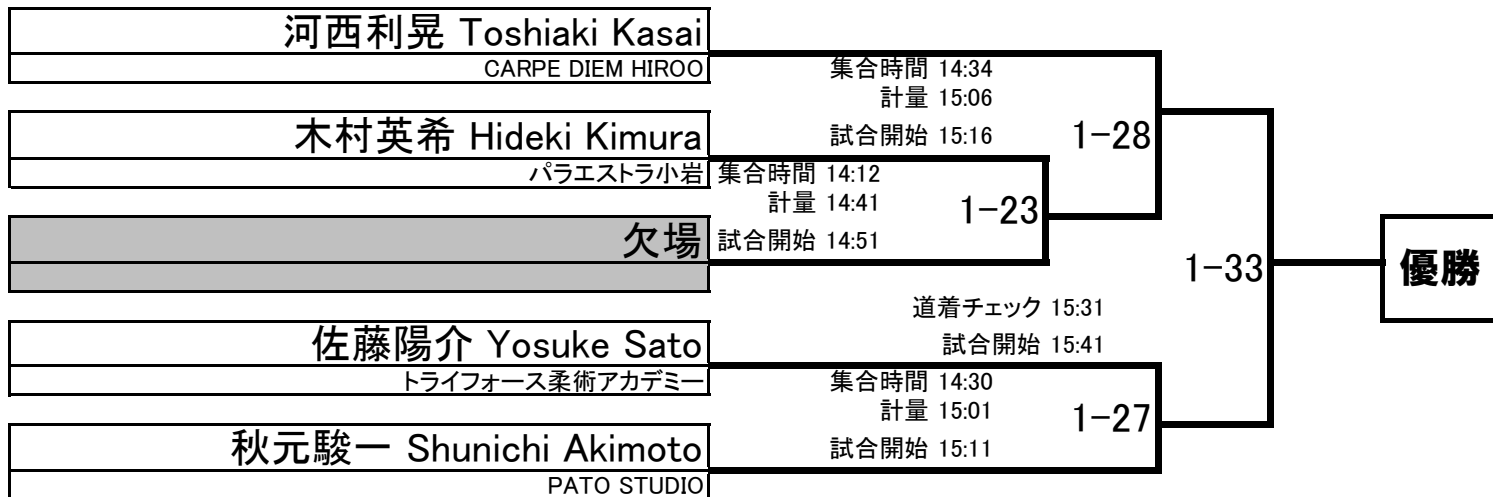 河西利晃 Toshiaki Kasai
CARPE DIEM HIROO
集合時間 14:34
計量 15:06
試合開始 15:16
1-28
木村英希 Hideki Kimura
パラエストラ小岩
集合時間 14:12
計量 14:41
試合開始 14:51
1-23
欠場
1-33
優勝
道着チェック 15:31
試合開始 15:41
佐藤陽介 Yosuke Sato
トライフォース柔術アカデミー
集合時間 14:30
計量 15:01
試合開始 15:11
1-27
秋元駿一 Shunichi Akimoto
PATO STUDIO